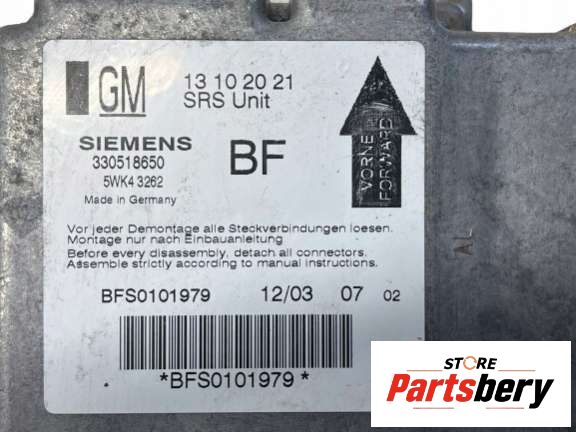 GM
13 10 20 21
SRS Unit
SIEMENS
330518650
5WK4 3262
Made in Germany
BF
VORNE
FORWARD
Vor jeder Demontage alle Steckverbindungen loesen.
Montage nur nach Einbauanleitung
Before every disassembly, detach all connectors.
Assemble strictly according to manual instructions.
BFS0101979 12/03 07 02
*BFS0101979*
A
STORE
Partsbery